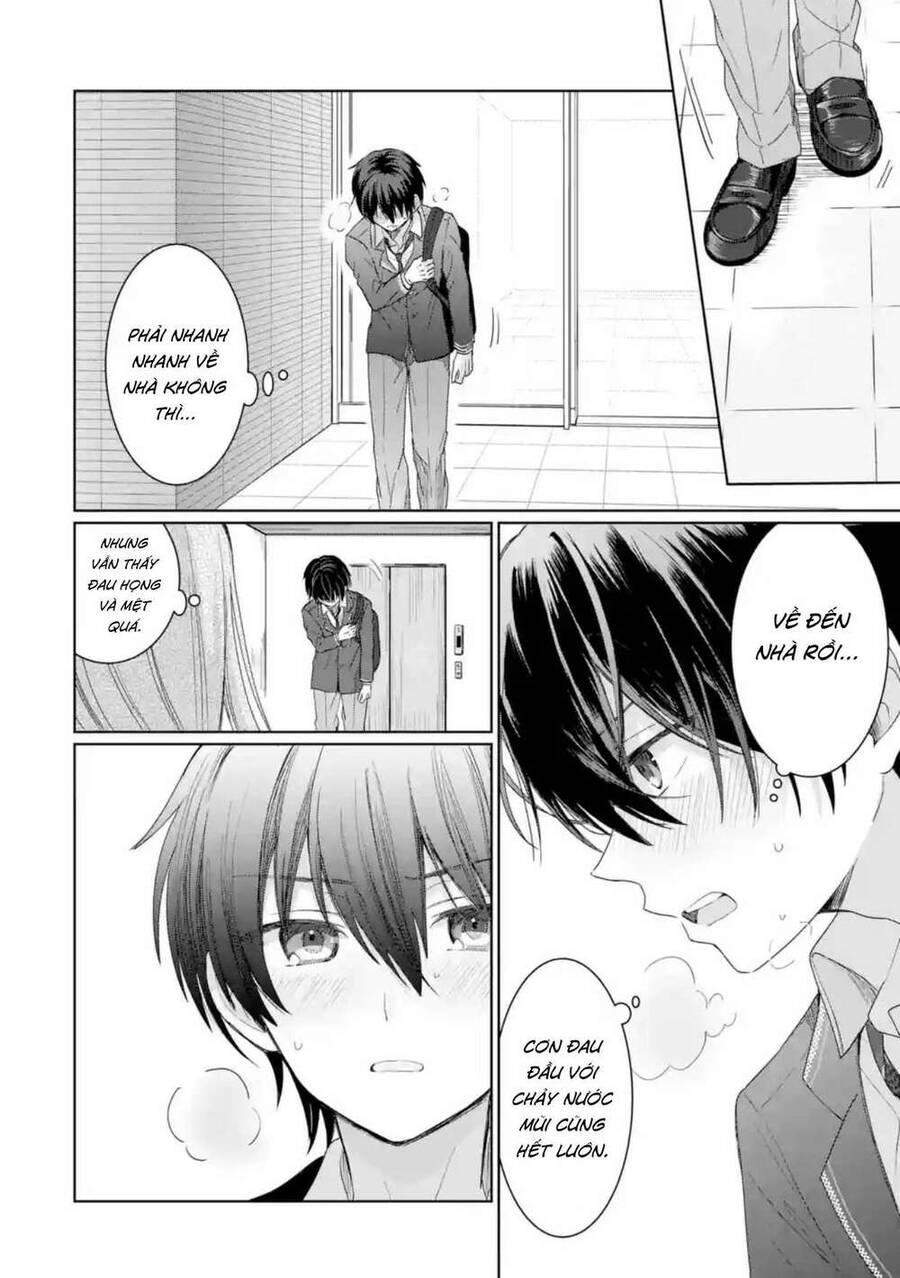 PHẢI NHANH
NHANH VỀ
NHÀ KHÔNG
THÌ...
VỀ ĐẾN
NHÀ RỒI...
CƠN ĐAU
ĐẦU VỚI
CHẢY NƯỚC
MŨI CŨNG
HẾT LUÔN.
NHƯNG
VẪN THẤY
ĐAU HỌNG
VÀ MỆT
QUÁ.